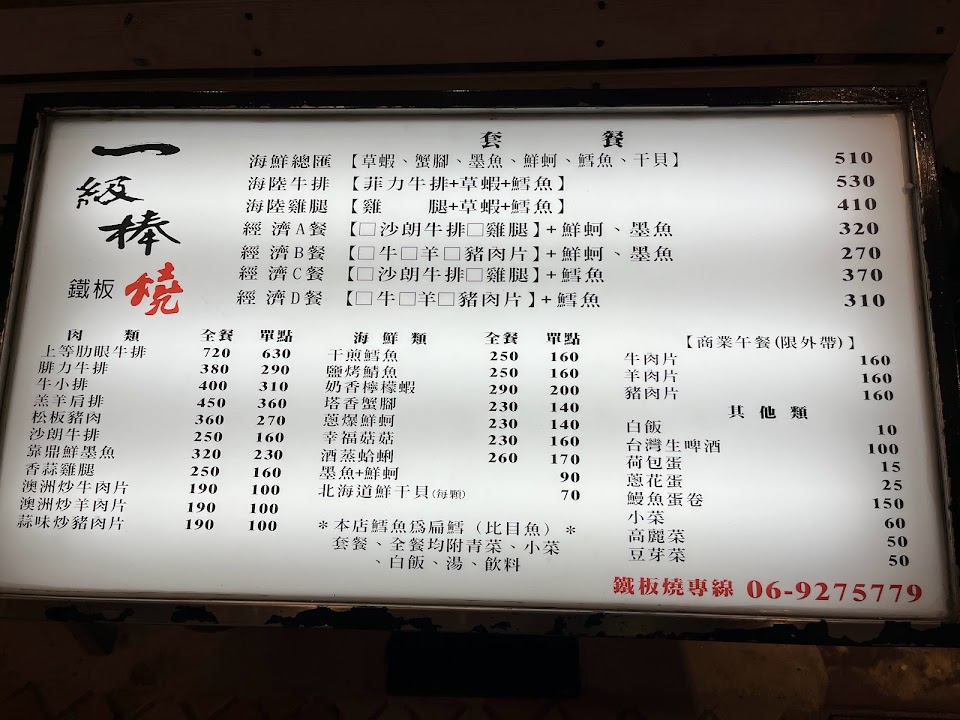 一級棒
鐵板燒
套 餐
海鮮總匯【草蝦、蟹腳、墨魚、鮮蚵、鱈魚、干貝】 510
海陸牛排【菲力牛排+草蝦+鱈魚】 530
海陸雞腿【雞 腿+草蝦+鱈魚】 410
經濟A餐【□沙朗牛排□雞腿】+鮮蚵、墨魚 320
經濟B餐【□牛□羊□豬肉片】+鮮蚵、墨魚 270
經濟C餐【□沙朗牛排□雞腿】+鱈魚 370
經濟D餐【□牛□羊□豬肉片】+鱈魚 310
肉 類 全餐 單點
上等肋眼牛排 720 630
腓力牛排 380 290
牛小排 400 310
羔羊肩排 450 360
松板豬肉 360 270
沙朗牛排 250 160
靠鼎鮮墨魚 320 230
香蒜雞腿 250 160
澳洲炒牛肉片 190 100
澳洲炒羊肉片 190 100
蒜味炒豬肉片 190 100
海 鮮 類 全餐 單點
干煎鱈魚 250 160
鹽烤鯖魚 250 160
奶香檸檬蝦 290 200
塔香蟹腳 230 140
蔥爆鮮蚵 230 140
幸福菇菇 230 160
酒蒸蛤蜊 260 170
墨魚+鮮蚵 90
北海道鮮干貝(每顆) 70
＊本店鱈魚為扁鱈（比目魚）＊
套餐、全餐均附青菜、小菜
、白飯、湯、飲料
【商業午餐(限外帶)】
牛肉片 160
羊肉片 160
豬肉片 160
其 他 類
白飯 10
台灣生啤酒 100
荷包蛋 15
蔥花蛋 25
鰻魚蛋卷 150
小菜 60
高麗菜 50
豆芽菜 50
鐵板燒專線 06-9275779